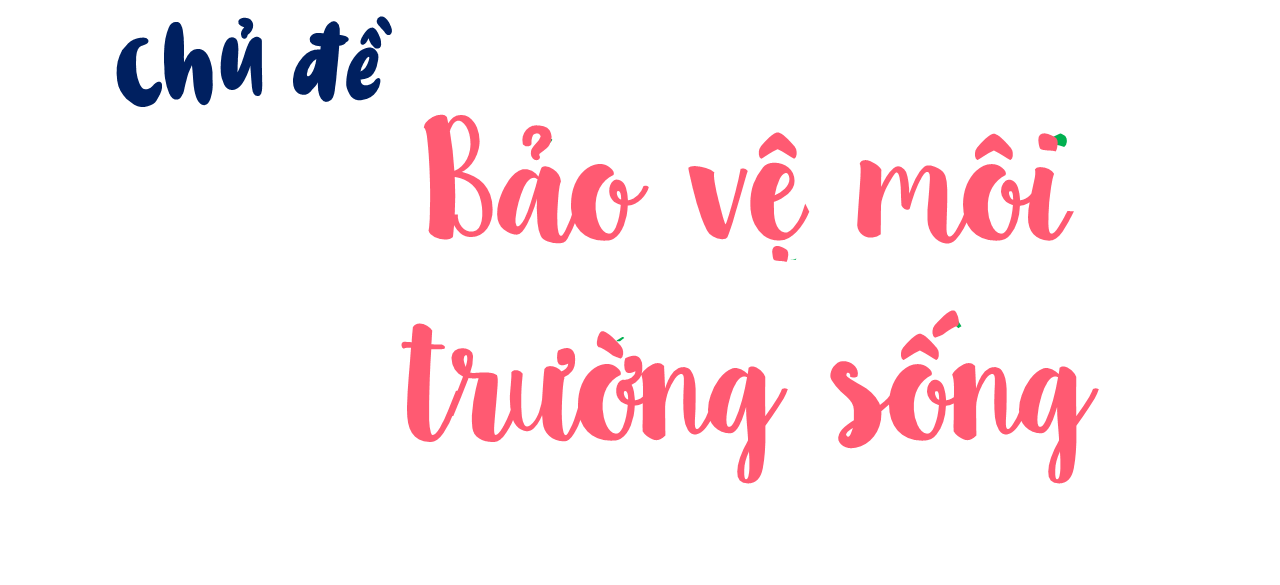 Chủ đề
Bảo vệ môi
trường sống